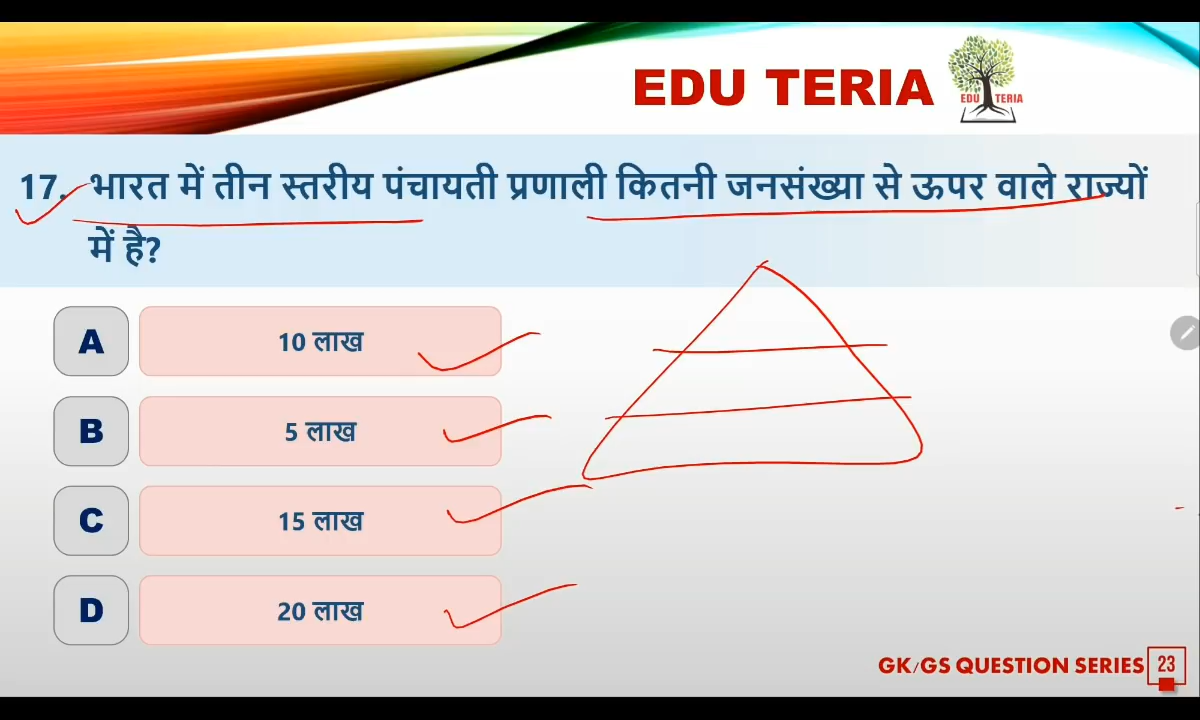 EDU TERIA
EDU TERIA
17. भारत में तीन स्तरीय पंचायती प्रणाली कितनी जनसंख्या से ऊपर वाले राज्यों
में है?
A 10 लाख
B 5 लाख
C 15 लाख
D 20 लाख
GK/GS QUESTION SERIES 23